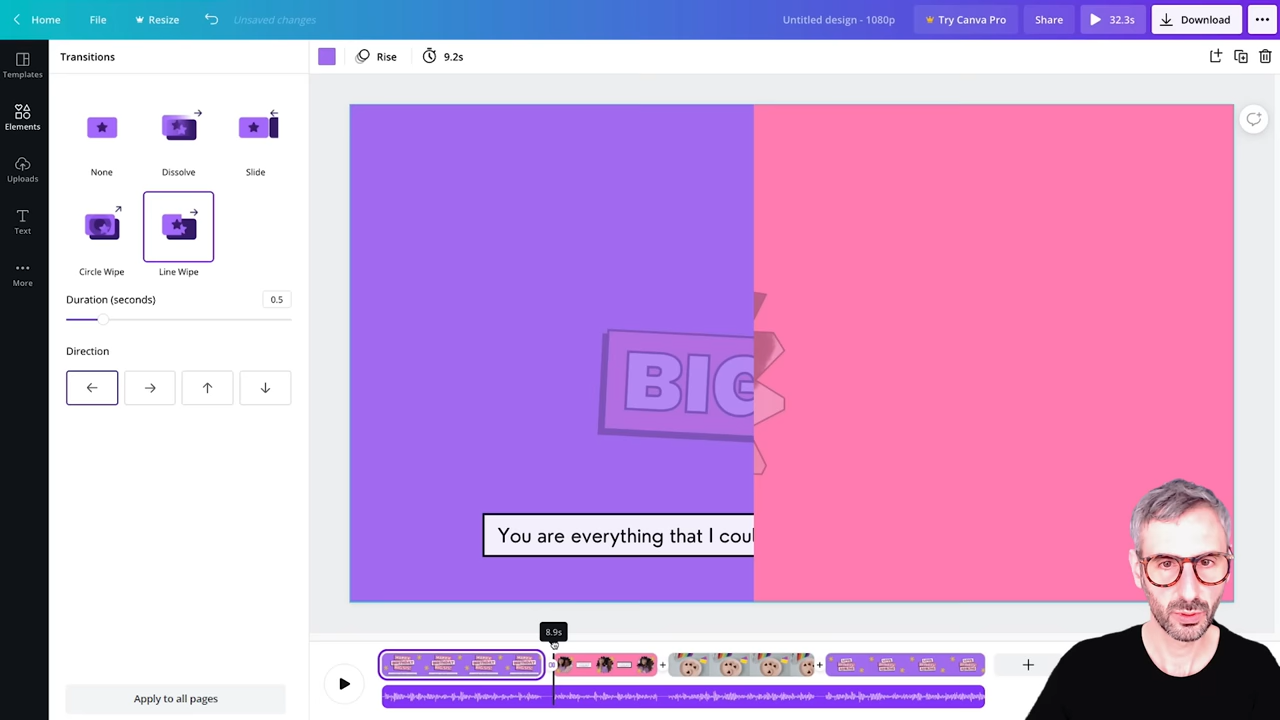 Home File Resize Unsaved changes Untitled design - 1080p Try Canva Pro Share 32.3s Download
Transitions
Rise 9.2s
Templates
Elements
Uploads
Text
More
None Dissolve Slide
Circle Wipe Line Wipe
Duration (seconds) 0.5
Direction
Apply to all pages
BIG
You are everything that I coul
8.9s